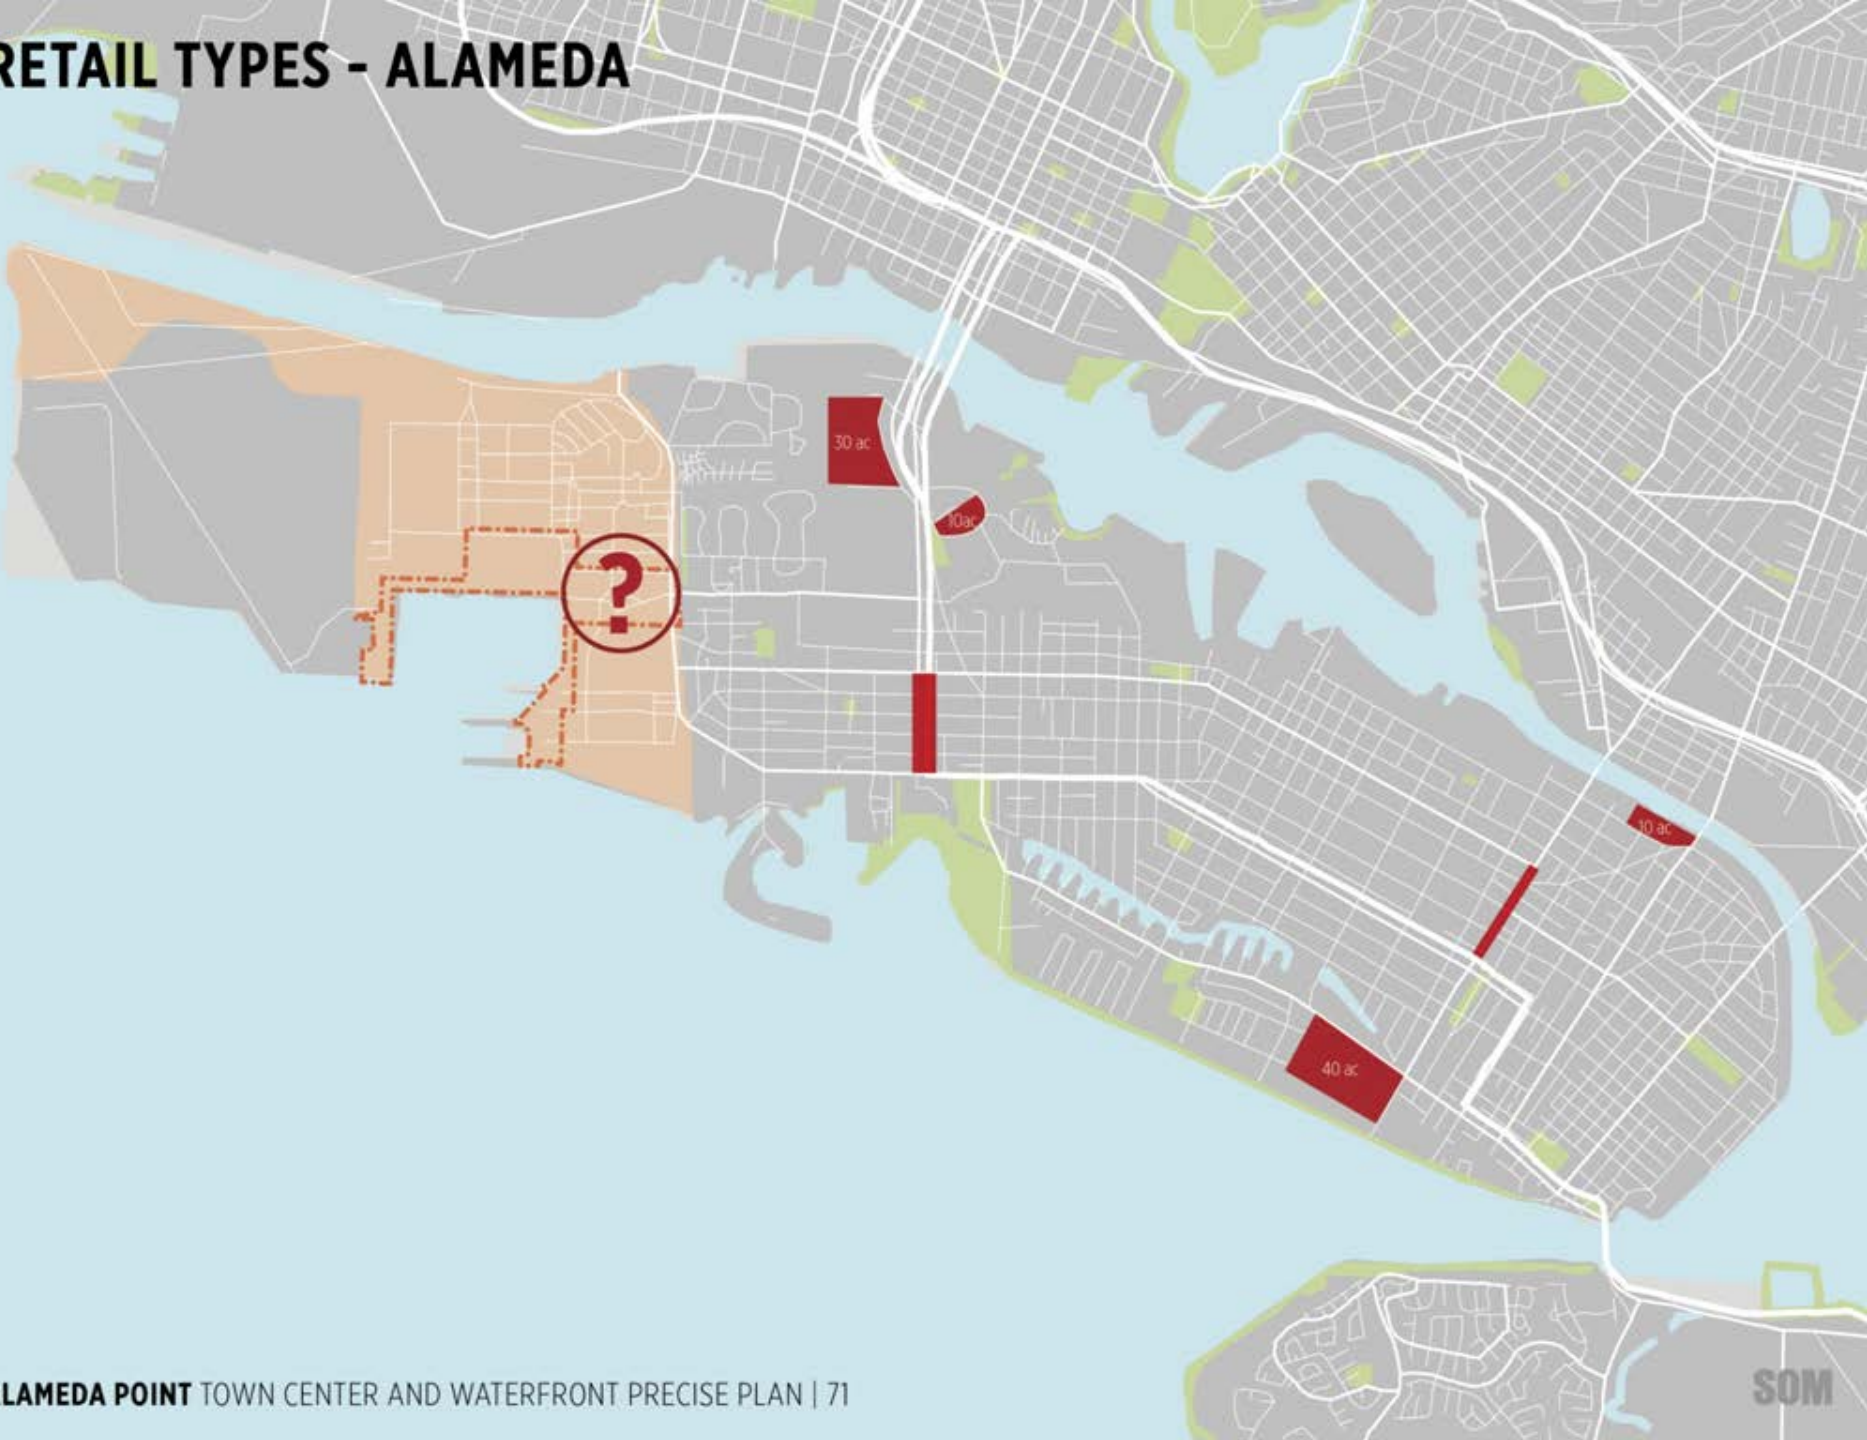 RETAIL TYPES - ALAMEDA
30 ac
10ac
?
10 ac
40 ac
LAMEDA POINT TOWN CENTER AND WATERFRONT PRECISE PLAN | 71
SOM